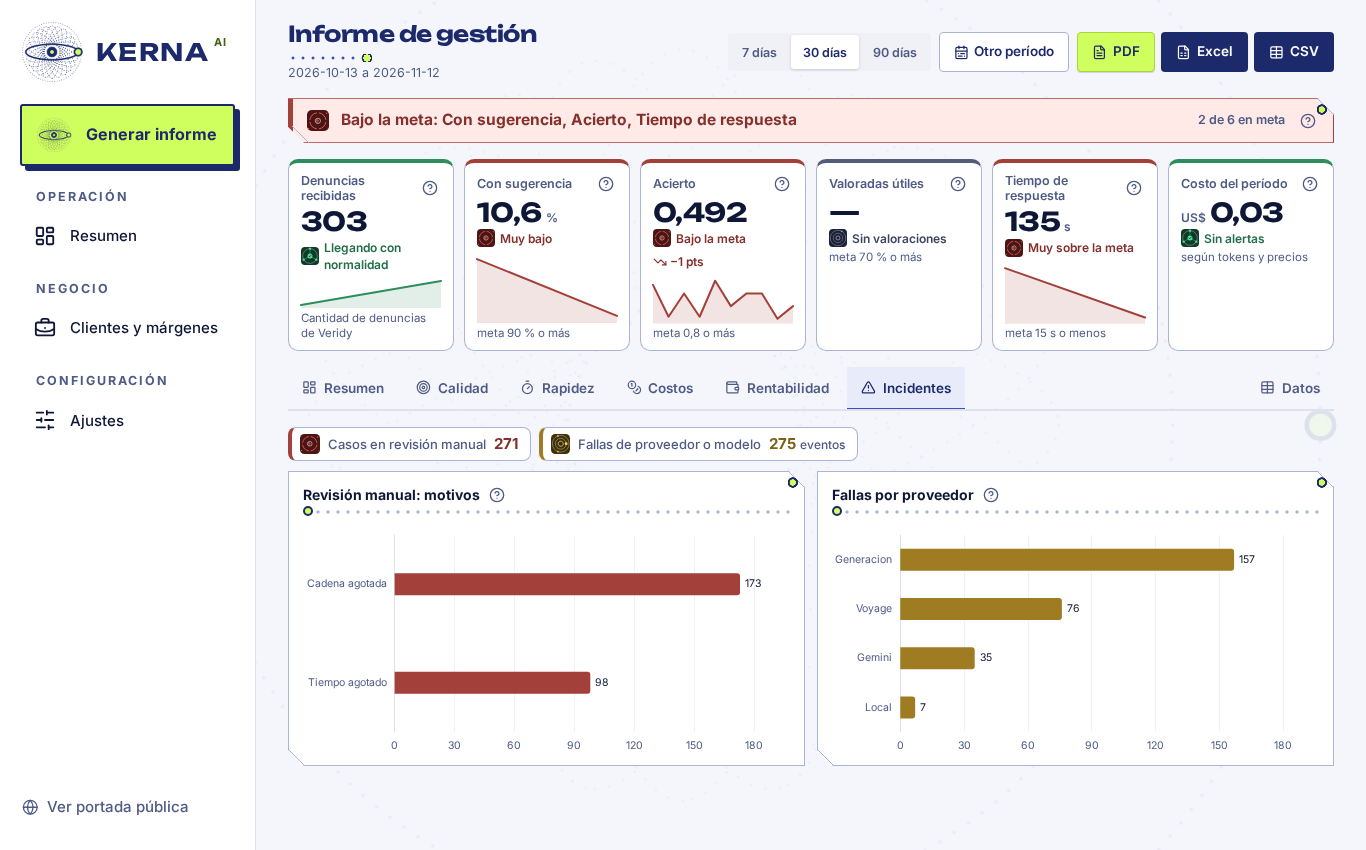 KERNA AI
Generar informe
OPERACIÓN
Resumen
NEGOCIO
Clientes y márgenes
CONFIGURACIÓN
Ajustes
Ver portada pública
Informe de gestión
2026-10-13 a 2026-11-12
7 días
30 días
90 días
Otro período
PDF
Excel
CSV
Bajo la meta: Con sugerencia, Acierto, Tiempo de respuesta
2 de 6 en meta
Denuncias
recibidas
303
Llegando con
normalidad
Cantidad de denuncias
de Veridy
Con sugerencia
10,6 %
Muy bajo
meta 90 % o más
Acierto
0,492
Bajo la meta
−1 pts
meta 0,8 o más
Valoradas útiles
—
Sin valoraciones
meta 70 % o más
Tiempo de
respuesta
135 s
Muy sobre la meta
meta 15 s o menos
Costo del período
US$ 0,03
Sin alertas
según tokens y precios
Resumen
Calidad
Rapidez
Costos
Rentabilidad
Incidentes
Datos
Casos en revisión manual 271
Fallas de proveedor o modelo 275 eventos
Revisión manual: motivos
Cadena agotada 173
Tiempo agotado 98
0 30 60 90 120 150 180
Fallas por proveedor
Generacion 157
Voyage 76
Gemini 35
Local 7
0 30 60 90 120 150 180